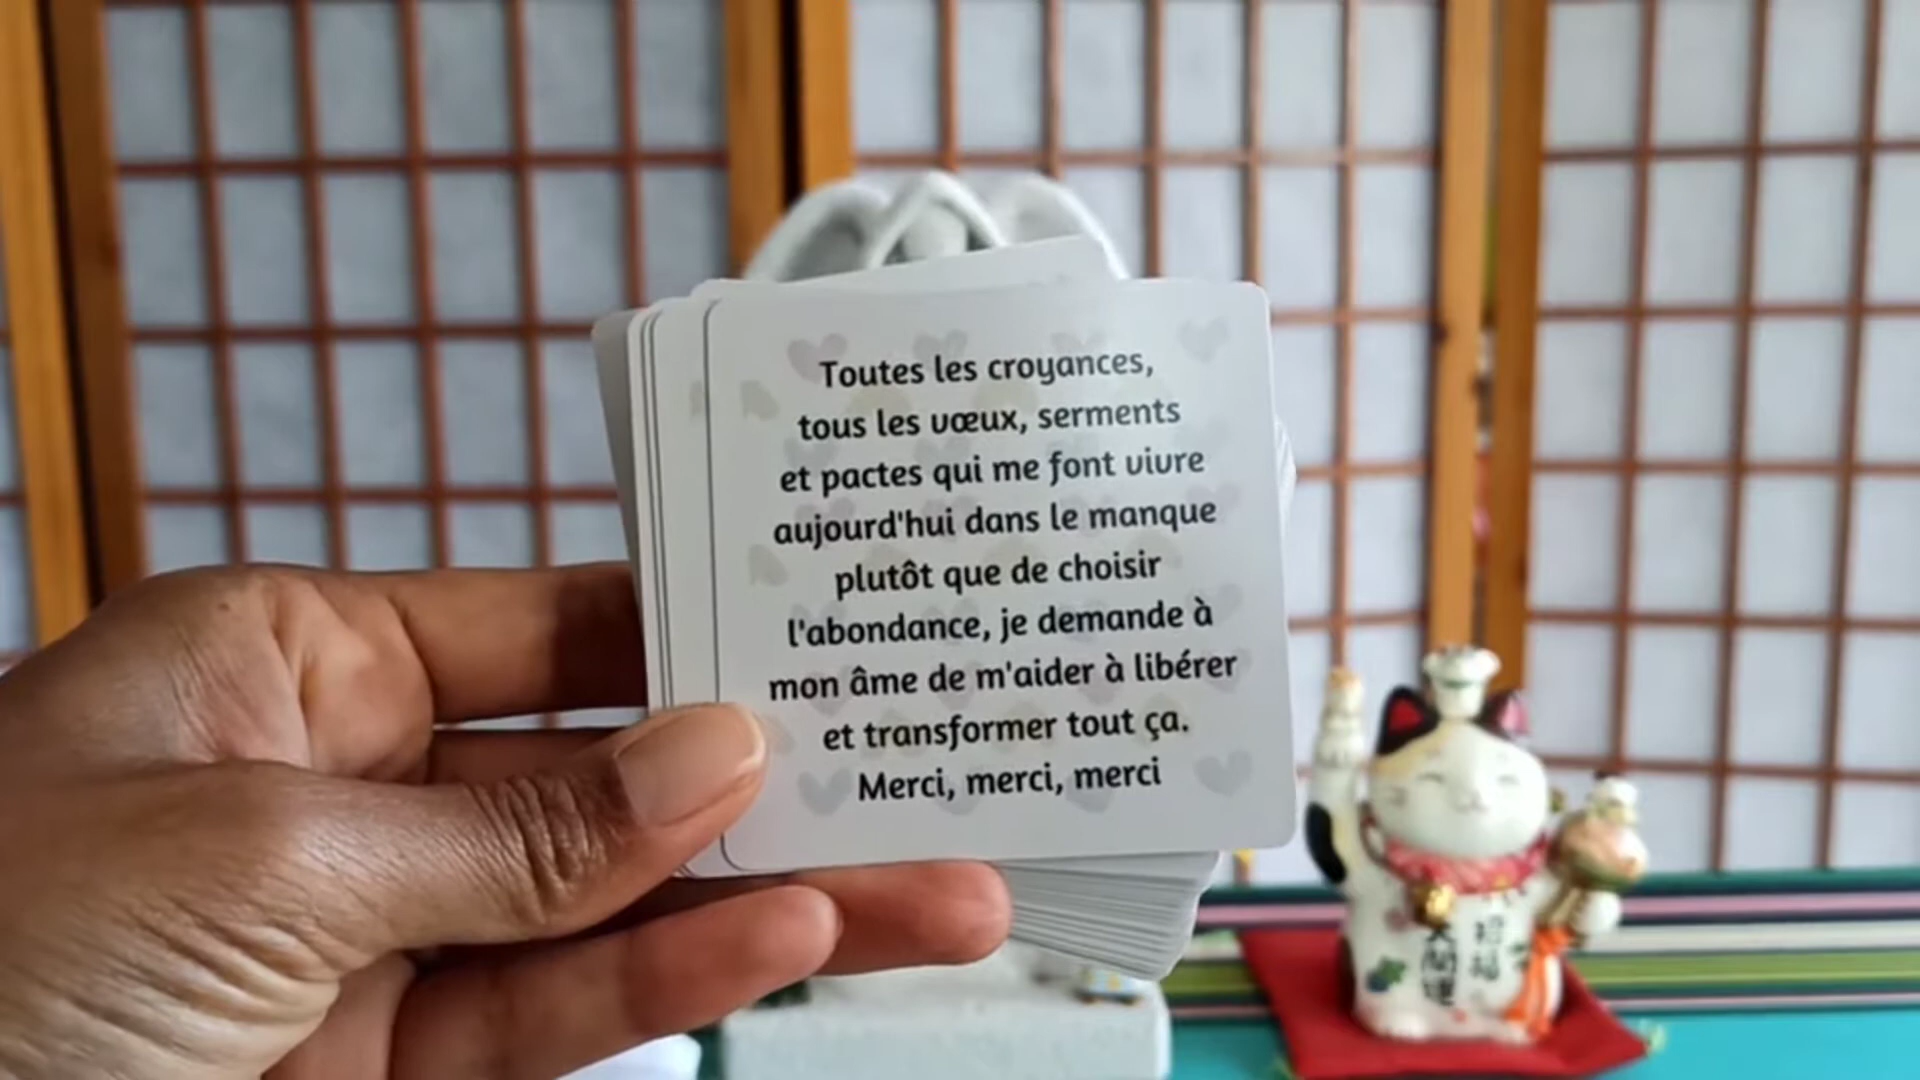 Toutes les croyances,
tous les vœux, serments
et pactes qui me font vivre
aujourd'hui dans le manque
plutôt que de choisir
l'abondance, je demande à
mon âme de m'aider à libérer
et transformer tout ça.
Merci, merci, merci